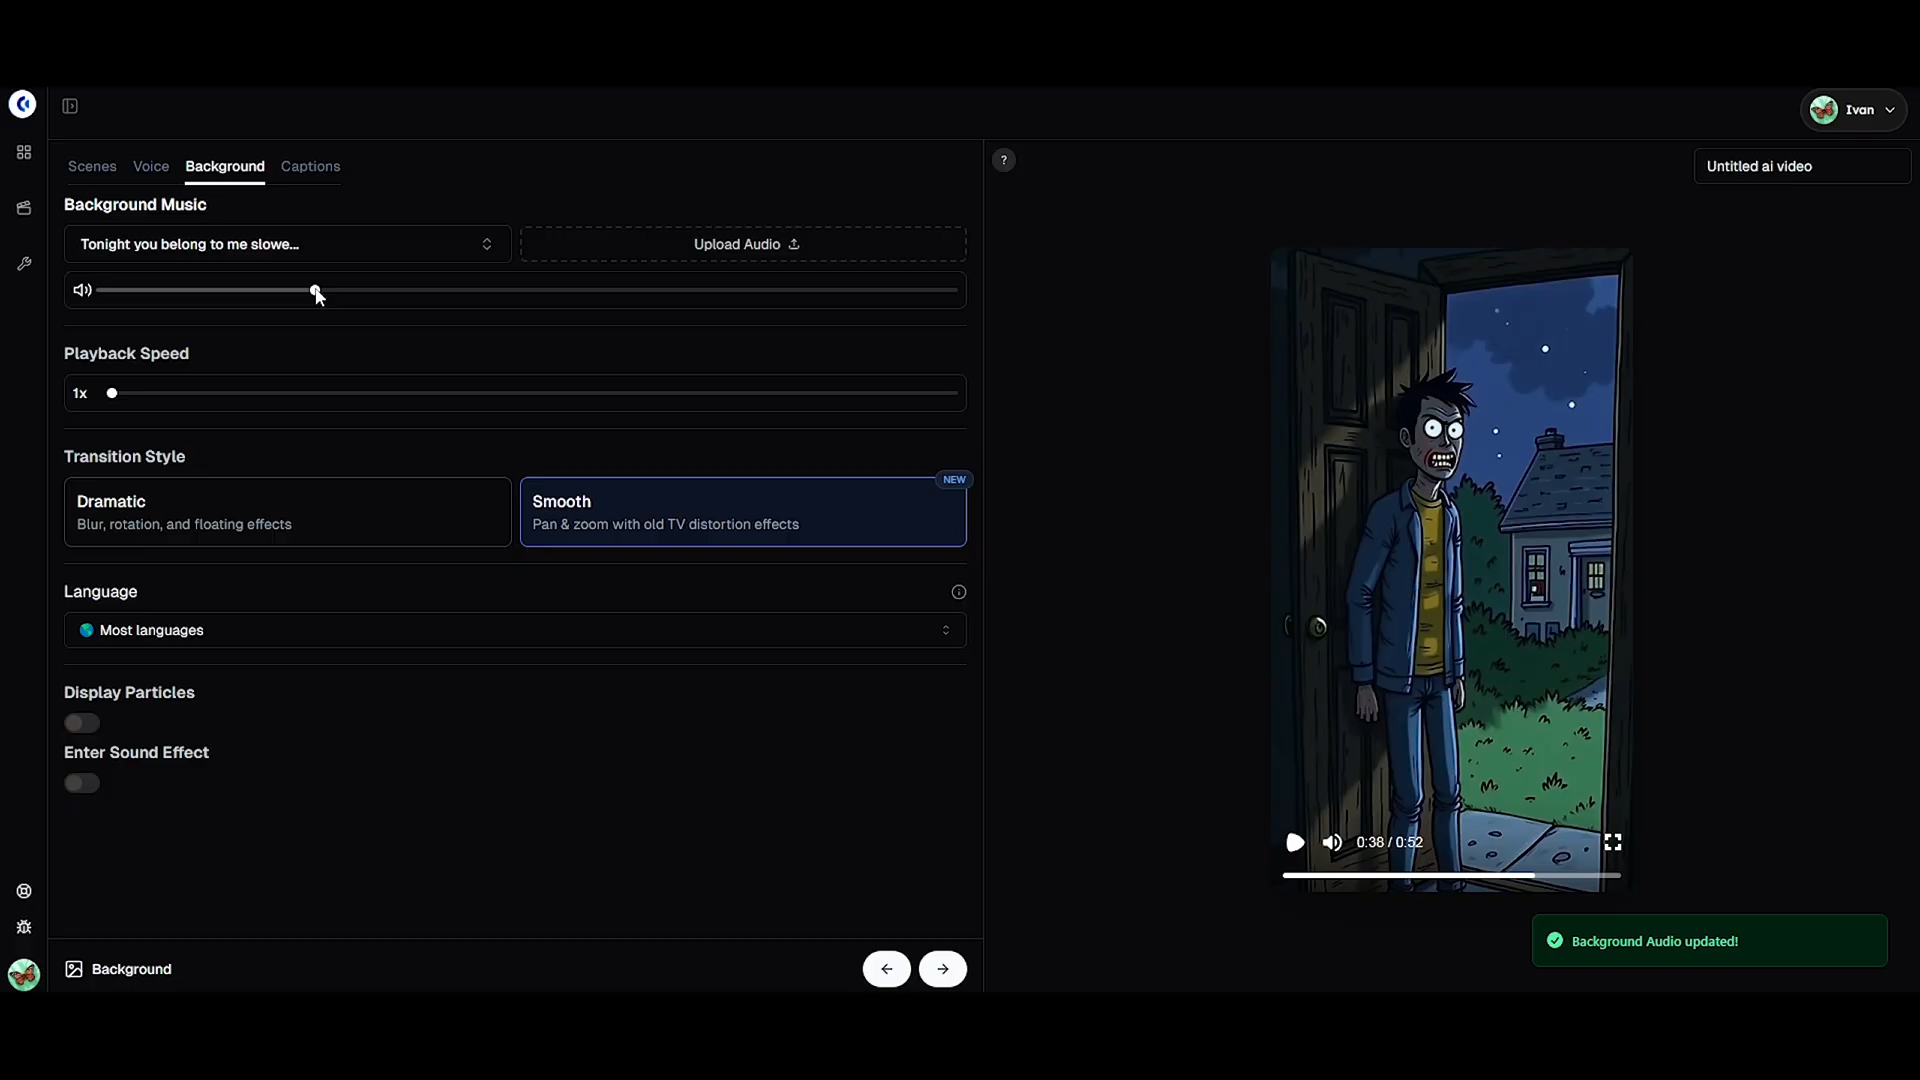 Ivan
Scenes Voice Background Captions
?
Untitled ai video
Background Music
Tonight you belong to me slowe...
Upload Audio
Playback Speed
1x
Transition Style
NEW
Dramatic
Blur, rotation, and floating effects
Smooth
Pan & zoom with old TV distortion effects
Language
Most languages
Display Particles
Enter Sound Effect
0:38 / 0:52
Background Audio updated!
Background